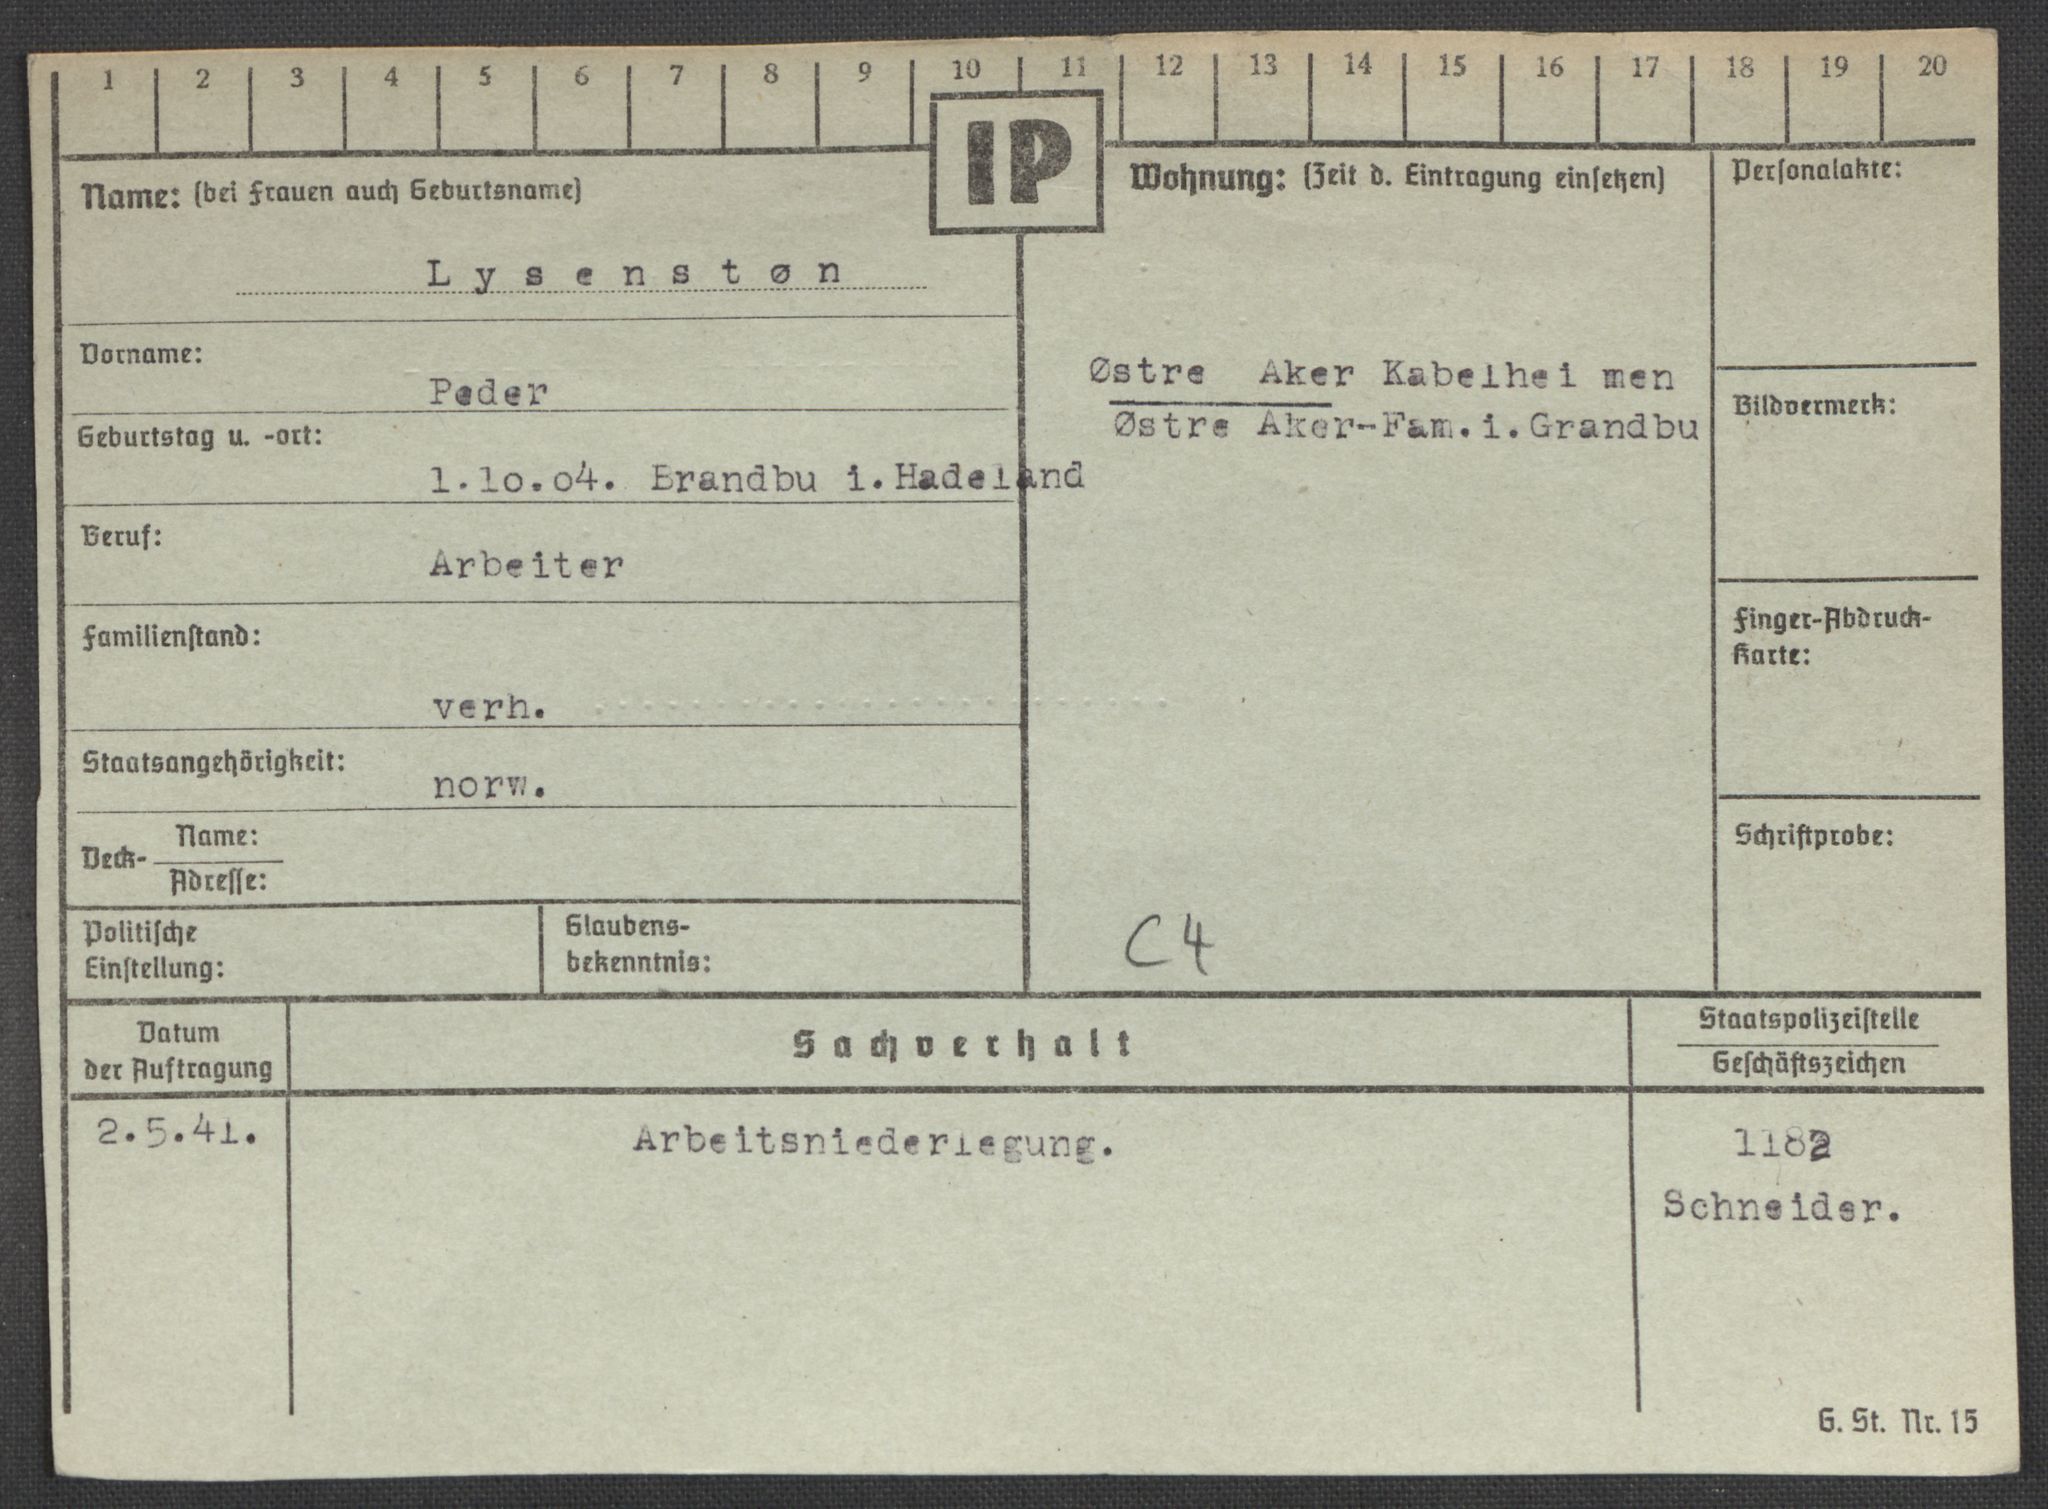 1 2 3 4 5 6 7 8 9 10 11 12 13 14 15 16 17 18 19 20
IP
Name: (bei Frauen auch Geburtsname)
Lysenstøn
Vorname:
Peder
Geburtstag u. -ort:
1.10.04. Brandbu i.Hadeland
Beruf:
Arbeiter
Familienstand:
verh.
Staatsangehörigkeit:
norw.
Deck-
Name:
Adresse:
Politische
Einstellung:
Glaubens-
bekenntnis:
Wohnung: (Zeit d. Eintragung einsetzen)
Østre Aker Kabelhei men
Østre Aker-Fam.i.Grandbu
C4
Personalakte:
Bildvermerk:
Finger-Abdruck-
Karte:
Schriftprobe:
Datum
der Auftragung
Sachverhalt
Staatspolizeistelle
Geschäftszeichen
2.5.41.
Arbeitsniederlegung.
1182
Schneider.
G. St. Nr. 15